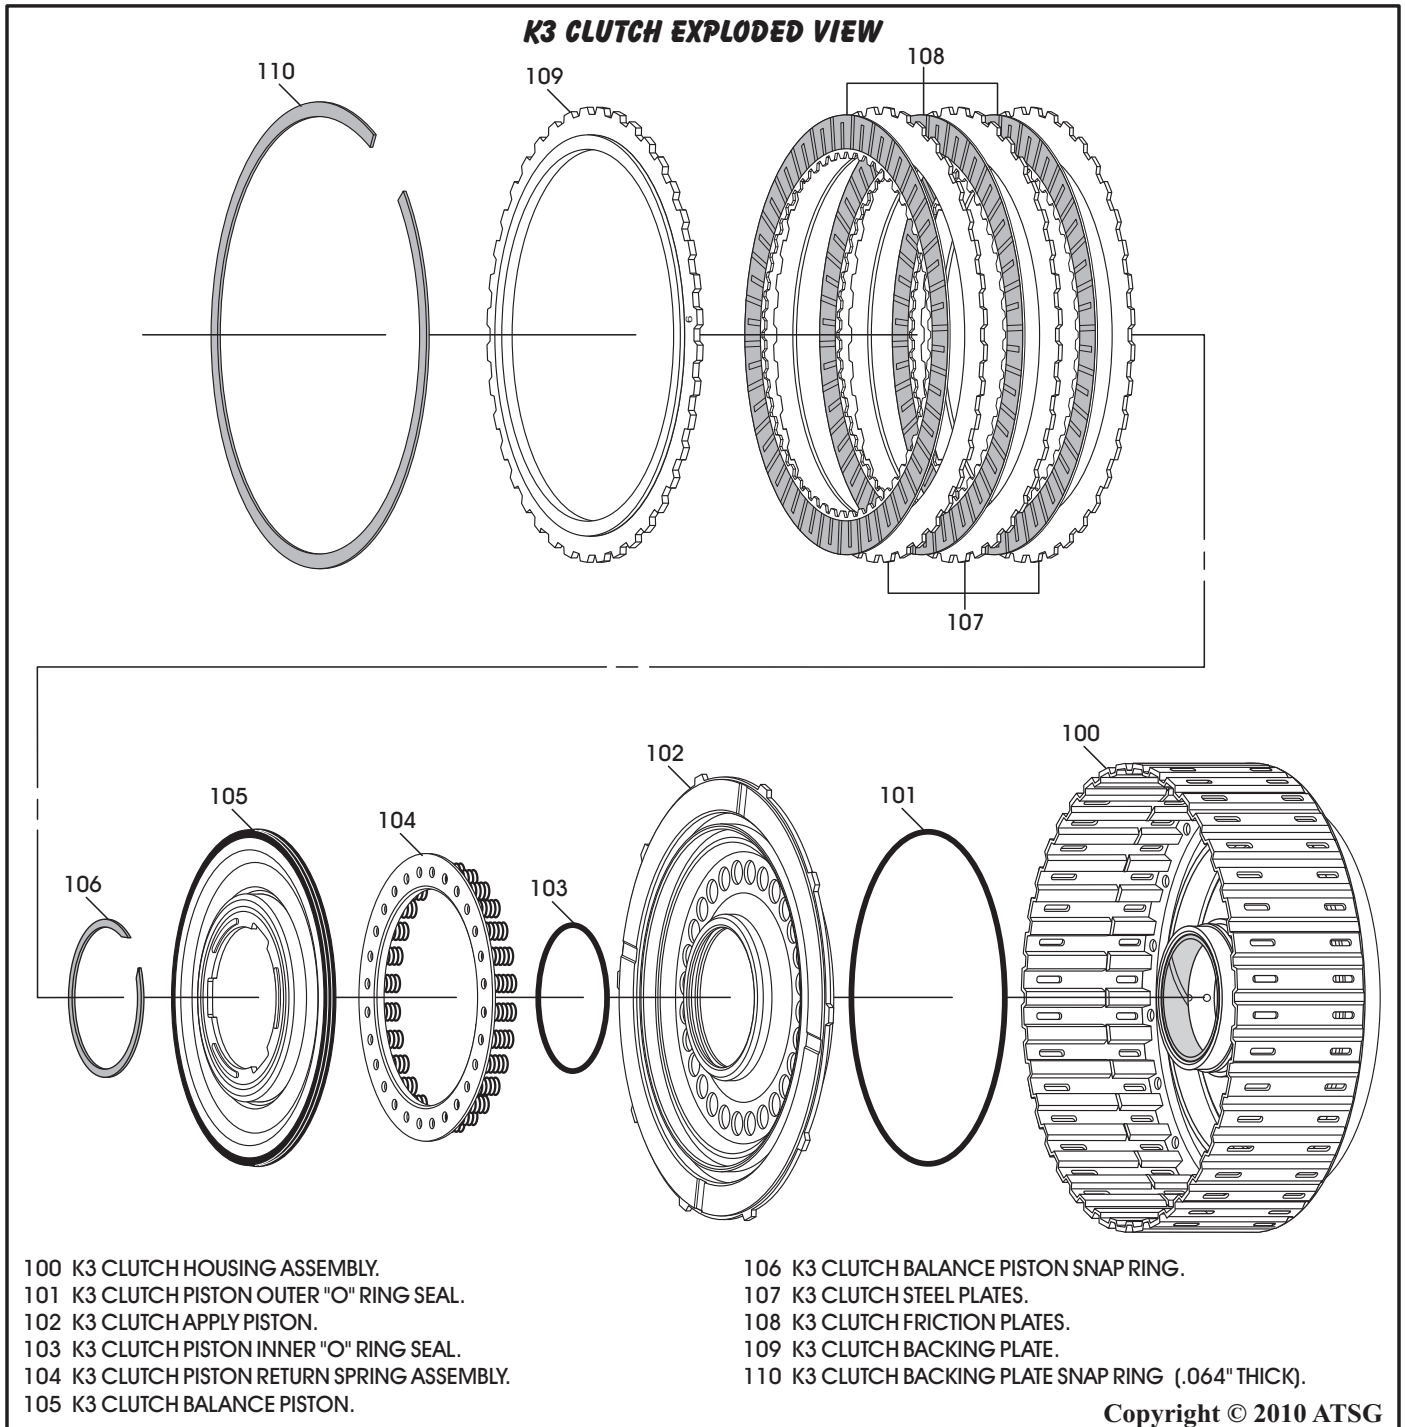 K3 CLUTCH EXPLODED VIEW
110
109
108
107
100
102
101
105
104
103
106
100 K3 CLUTCH HOUSING ASSEMBLY.
101 K3 CLUTCH PISTON OUTER "O" RING SEAL.
102 K3 CLUTCH APPLY PISTON.
103 K3 CLUTCH PISTON INNER "O" RING SEAL.
104 K3 CLUTCH PISTON RETURN SPRING ASSEMBLY.
105 K3 CLUTCH BALANCE PISTON.
106 K3 CLUTCH BALANCE PISTON SNAP RING.
107 K3 CLUTCH STEEL PLATES.
108 K3 CLUTCH FRICTION PLATES.
109 K3 CLUTCH BACKING PLATE.
110 K3 CLUTCH BACKING PLATE SNAP RING (.064" THICK).
Copyright © 2010 ATSG